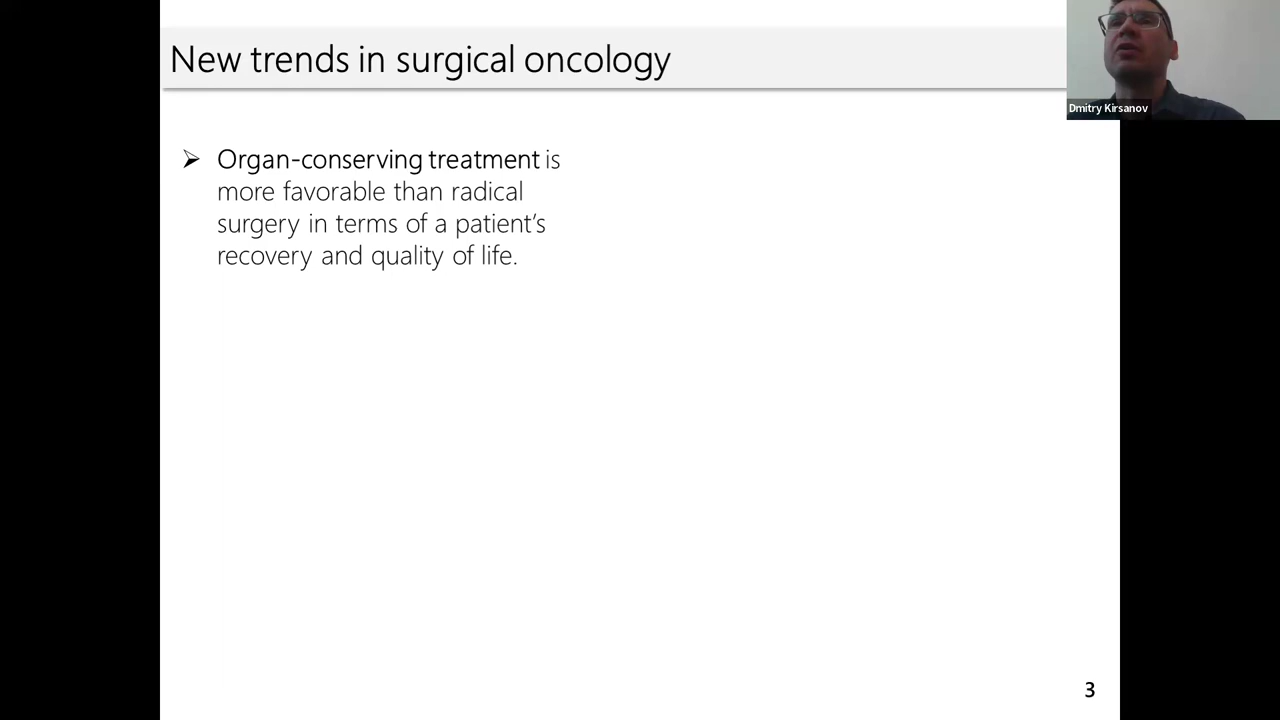 New trends in surgical oncology
Dmitry Kirsanov
➢ Organ-conserving treatment is
more favorable than radical
surgery in terms of a patient’s
recovery and quality of life.
3